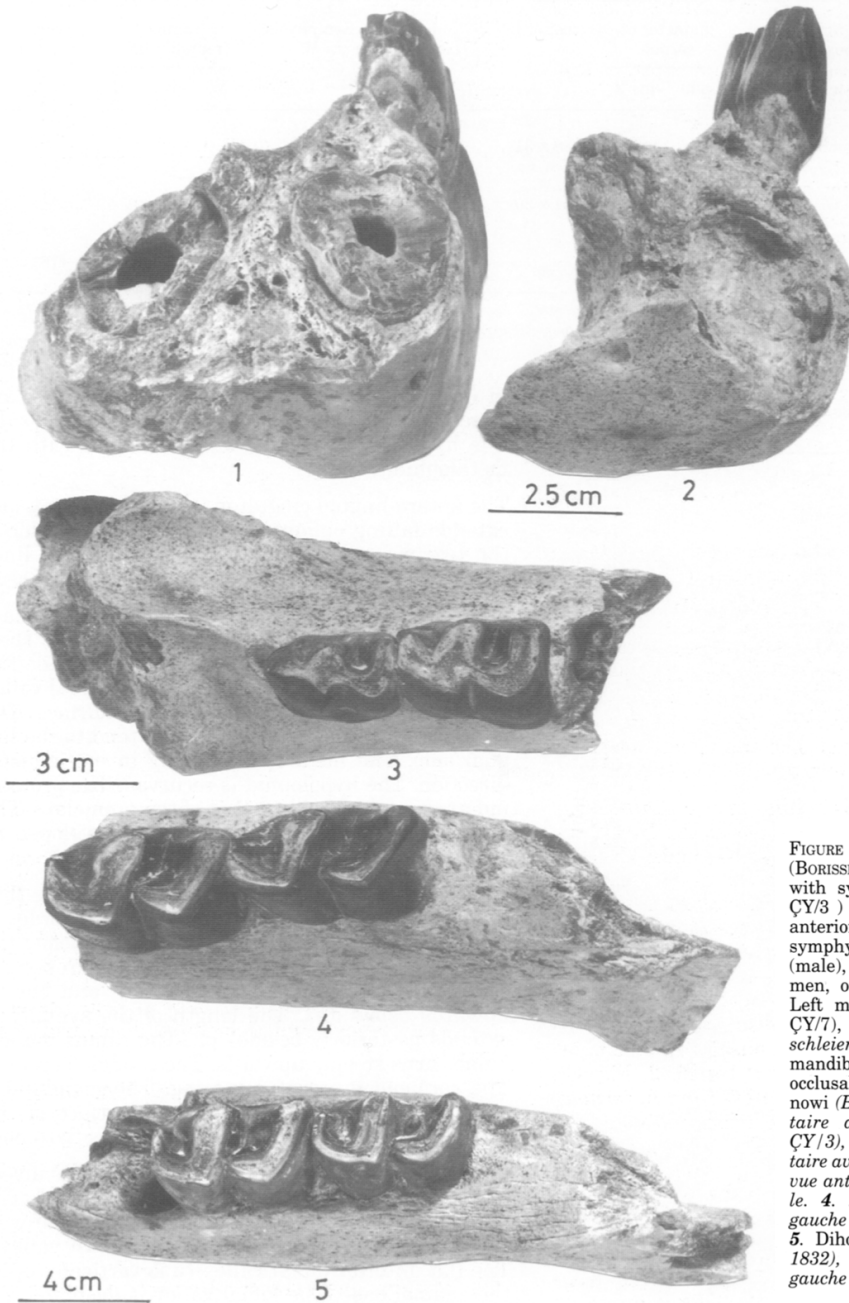 1
2.5 cm 2
3 cm 3
4
4 cm 5
FIGURE
(BORISSI
with sy
ÇY/3 )
anterior
symphy
(male),
men, o
Left m
ÇY/7),
schleier
mandib
occlusa
nowi (B
taire a
ÇY/3),
taire av
vue ant
le. 4.
gauche
5. Diho
1832),
gauche